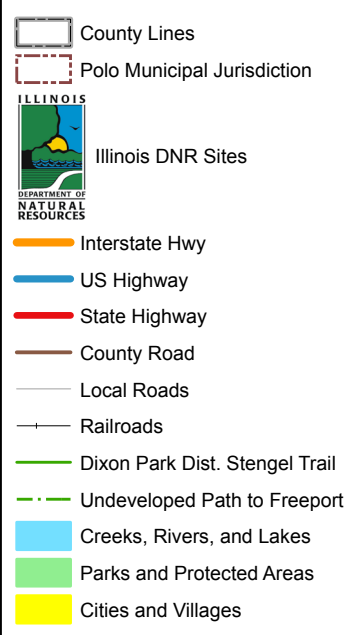 County Lines
Polo Municipal Jurisdiction
ILLINOIS
Illinois DNR Sites
DEPARTMENT OF
NATURAL
RESOURCES
Interstate Hwy
US Highway
State Highway
County Road
Local Roads
Railroads
Dixon Park Dist. Stengel Trail
Undeveloped Path to Freeport
Creeks, Rivers, and Lakes
Parks and Protected Areas
Cities and Villages